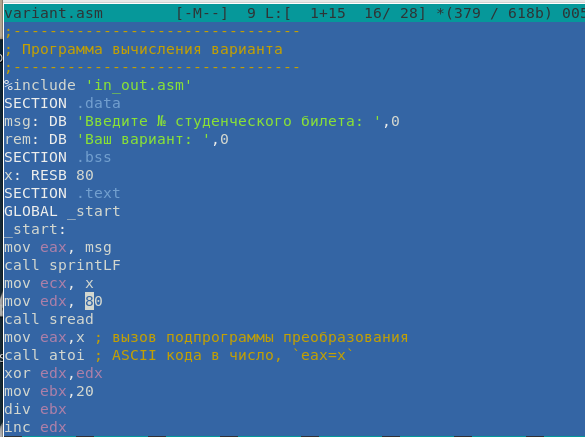 variant.asm [-M--] 9 L:[ 1+15 16/ 28] *(379 / 618b) 005
;--------------------------------
; Программа вычисления варианта
;--------------------------------
%include 'in_out.asm'
SECTION .data
msg: DB 'Введите № студенческого билета: ',0
rem: DB 'Ваш вариант: ',0
SECTION .bss
x: RESB 80
SECTION .text
GLOBAL _start
_start:
mov eax, msg
call sprintLF
mov ecx, x
mov edx, 80
call sread
mov eax,x ; вызов подпрограммы преобразования
call atoi ; ASCII кода в число, `eax=x`
xor edx,edx
mov ebx,20
div ebx
inc edx